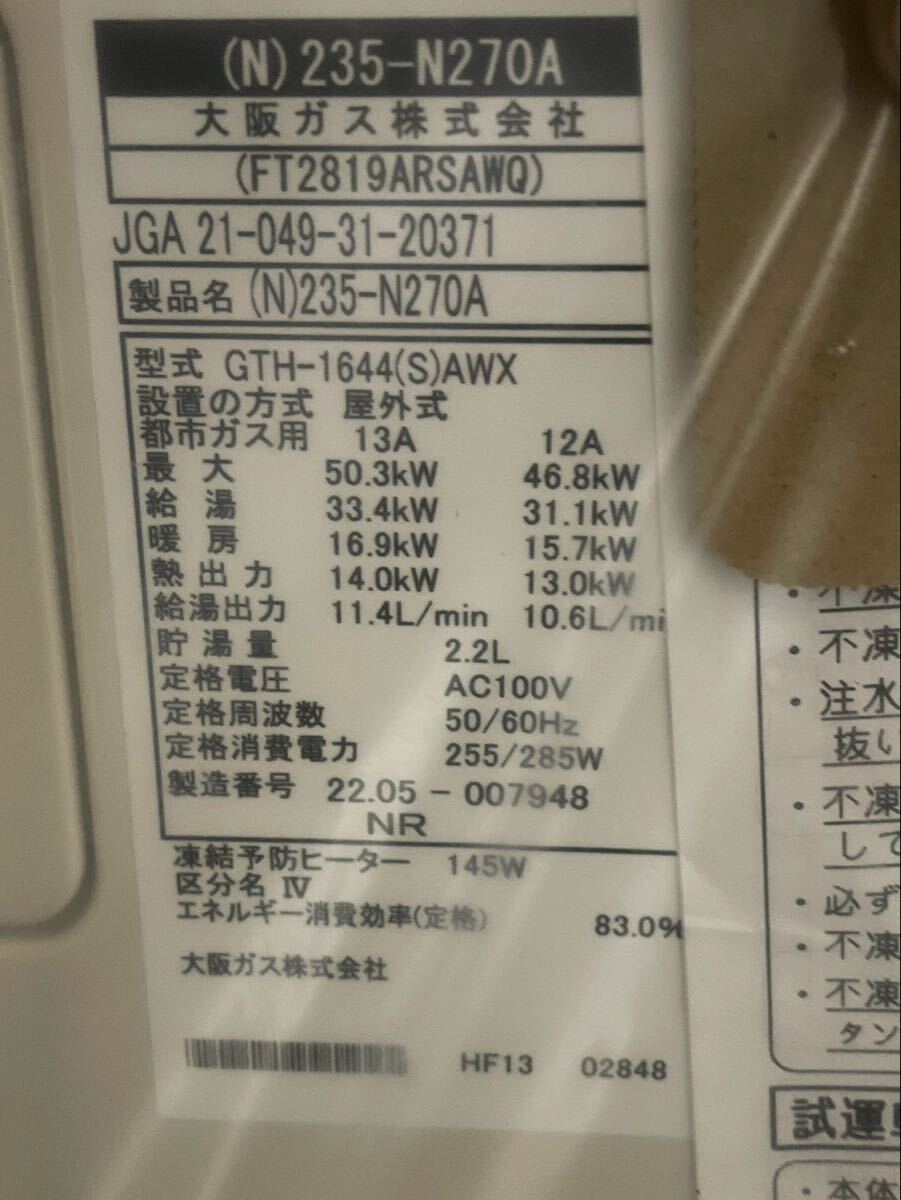 (N)235-N270A
大阪ガス株式会社
(FT2819ARSAWQ)
JGA 21-049-31-20371
製品名 (N)235-N270A
型式 GTH-1644(S)AWX
設置の方式 屋外式
都市ガス用 13A 12A
最大 50.3kW 46.8kW
給湯 33.4kW 31.1kW
暖房 16.9kW 15.7kW
熱出力 14.0kW 13.0kW
給湯出力 11.4L/min 10.6L/mi
貯湯量 2.2L
定格電圧 AC100V
定格周波数 50/60Hz
定格消費電力 255/285W
製造番号 22.05-007948
NR
凍結予防ヒーター 145W
区分名 Ⅳ
エネルギー消費効率(定格) 83.0%
大阪ガス株式会社
HF13 02848
・不凍
・不凍
・注水
抜い
・不凍
して
・必ず
・不凍
・不凍
タン
試運
・本体